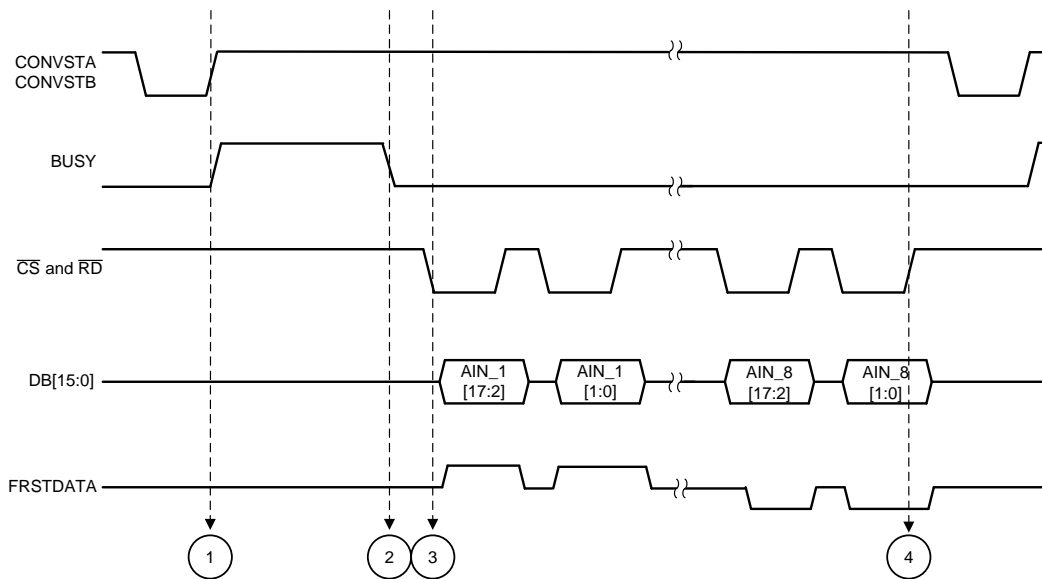 CONVSTA
CONVSTB
BUSY
CS and RD
DB[15:0]
AIN_1
[17:2]
AIN_1
[1:0]
AIN_8
[17:2]
AIN_8
[1:0]
FRSTDATA
1
2
3
4